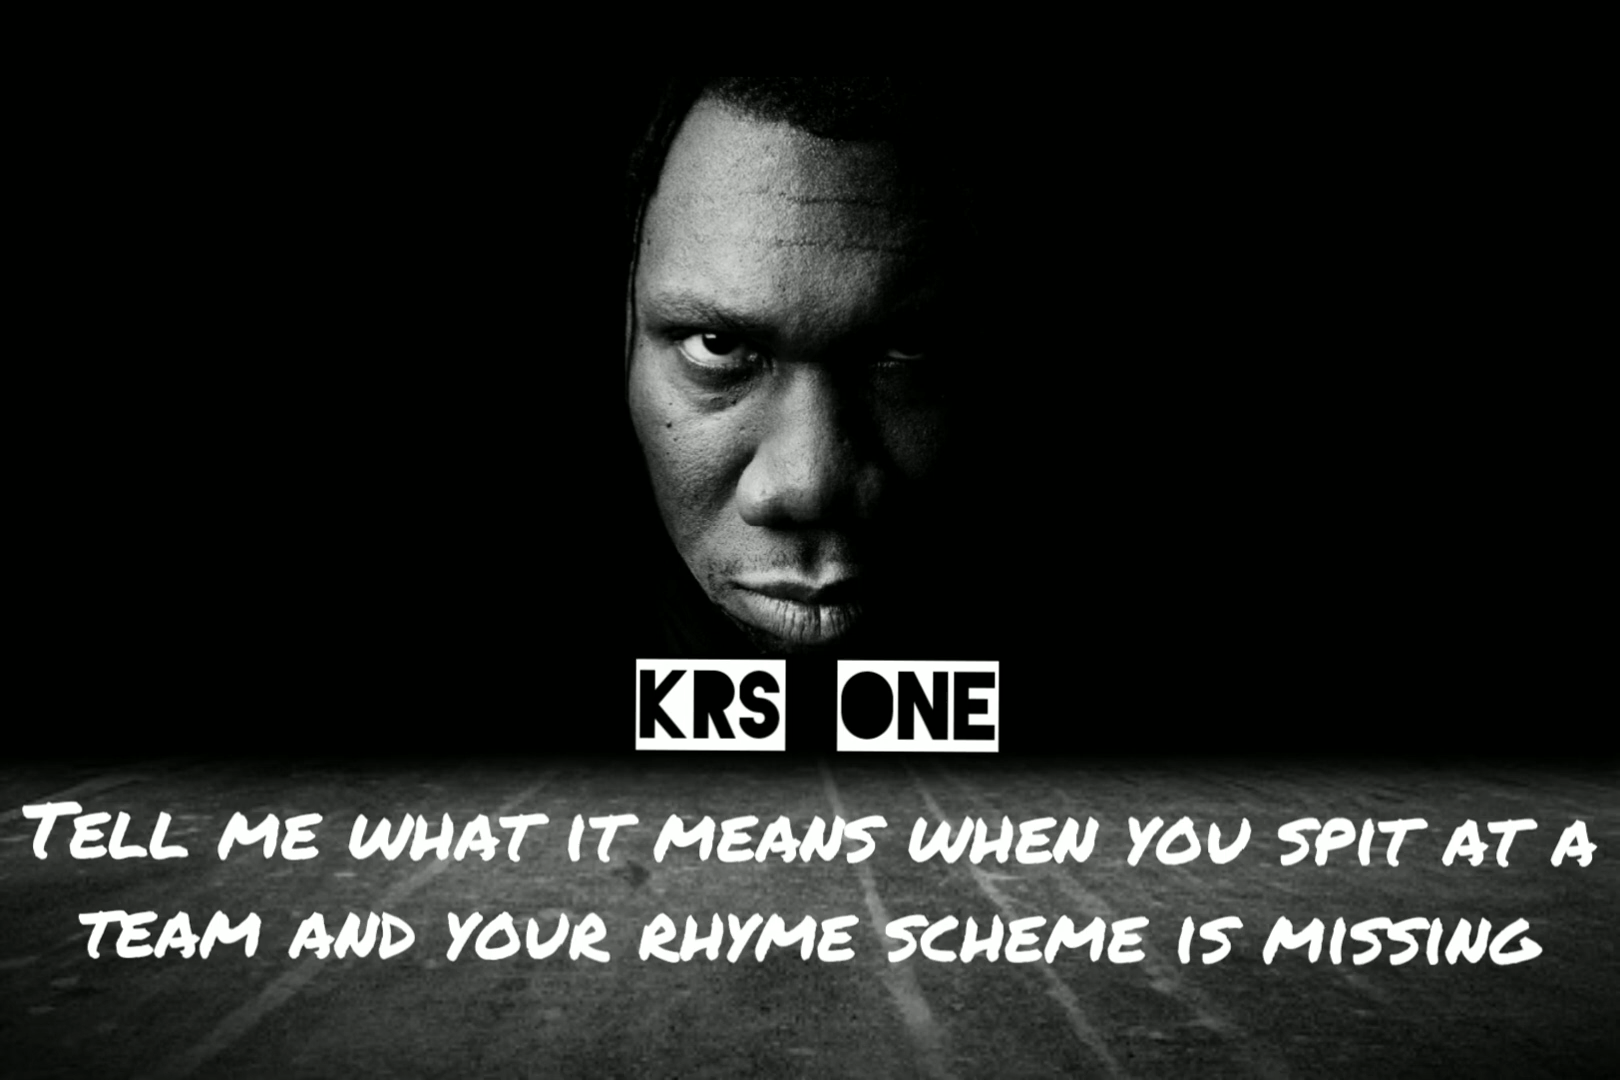 KRS ONE
TELL ME WHAT IT MEANS WHEN YOU SPIT AT A
TEAM AND YOUR RHYME SCHEME IS MISSING